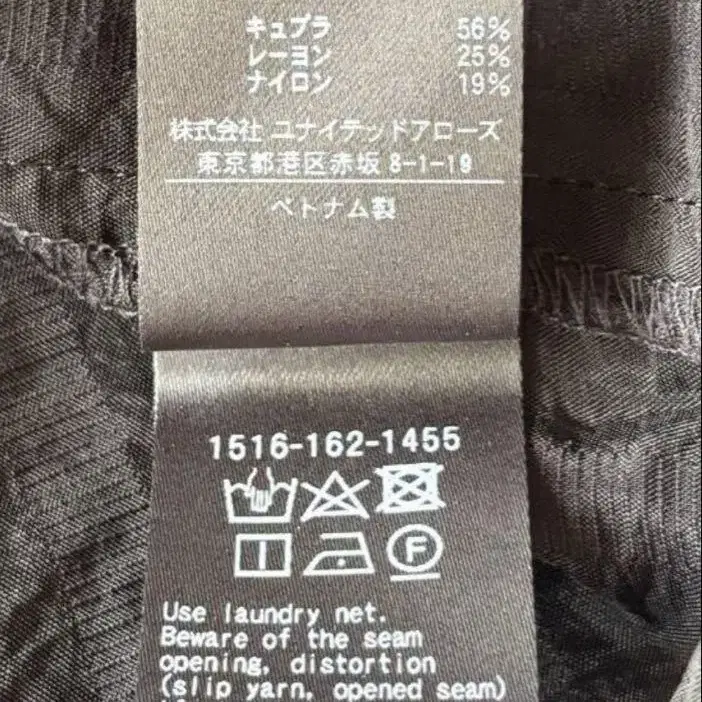 キュプラ 56%
レーヨン 25%
ナイロン 19%
株式会社 ユナイテッドアローズ
東京都港区赤坂 8-1-19
ベトナム製
1516-162-1455
F
Use laundry net.
Beware of the seam
opening, distortion
(slip yarn, opened seam)